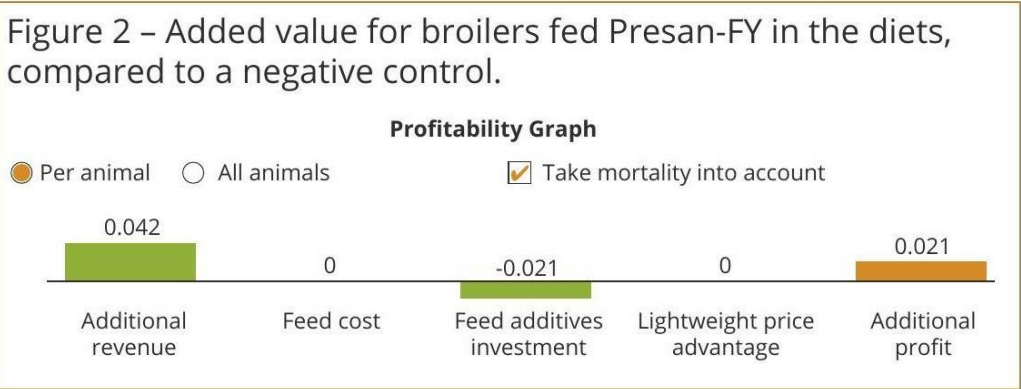 Figure 2 – Added value for broilers fed Presan-FY in the diets,
compared to a negative control.
Profitability Graph
Per animal
All animals
Take mortality into account
0.042
0
-0.021
0
0.021
Additional
revenue
Feed cost
Feed additives
investment
Lightweight price
advantage
Additional
profit